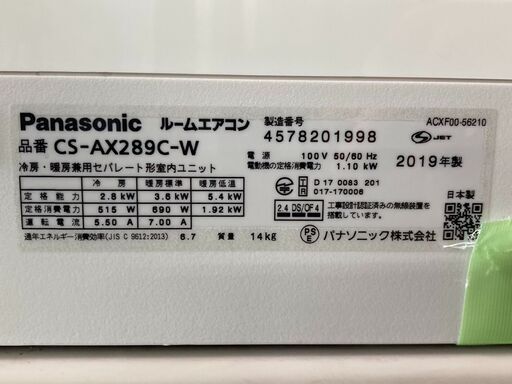 Panasonic ルームエアコン
品番 CS-AX289C-W
冷房・暖房兼用セパレート形室内ユニット
冷房 暖房標準 暖房低温
定格能力 2.8 kW 3.6 kW 5.4 kW
定格消費電力 515 W 690 W 1.92 kW
運転電流 5.50 A 7.00 A
通年エネルギー消費効率(JIS C 9612:2013) 6.7 質量 14kg
製造番号
4578201998
電源 100V 50/60 Hz
電動機の定格消費電力 1.10 kW
T I R D 17 0083 201
017-170006
2.4 DS/OF4
工事設計認証済みの無線装置を
搭載しています。
PS E パナソニック株式会社
ACXF00-56210
S JET
2019年製
日本製